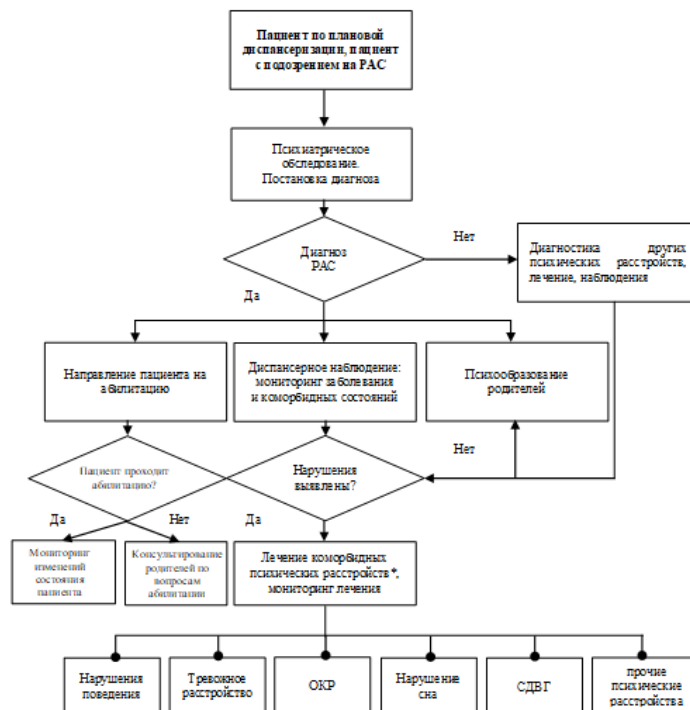 Пациент по плановой
диспансеризации, пациент
с подозрением на РАС
Психиатрическое
обследование.
Постановка диагноза
Диагноз
РАС
Нет
Диагностика других
психических расстройств,
лечение, наблюдения
Да
Направление пациента на
абилитацию
Диспансерное наблюдение:
мониторинг заболевания
и коморбидных состояний
Психообразование
родителей
Пациент проходит
абилитацию?
Нарушения
выявлены?
Нет
Да
Нет
Да
Мониторинг
изменений
состояния
пациента
Консультирование
родителей по
вопросам
абилитации
Лечение коморбидных
психических расстройств*,
мониторинг лечения
Нарушения
поведения
Тревожное
расстройство
ОКР
Нарушение
сна
СДВГ
прочие
психические
расстройства